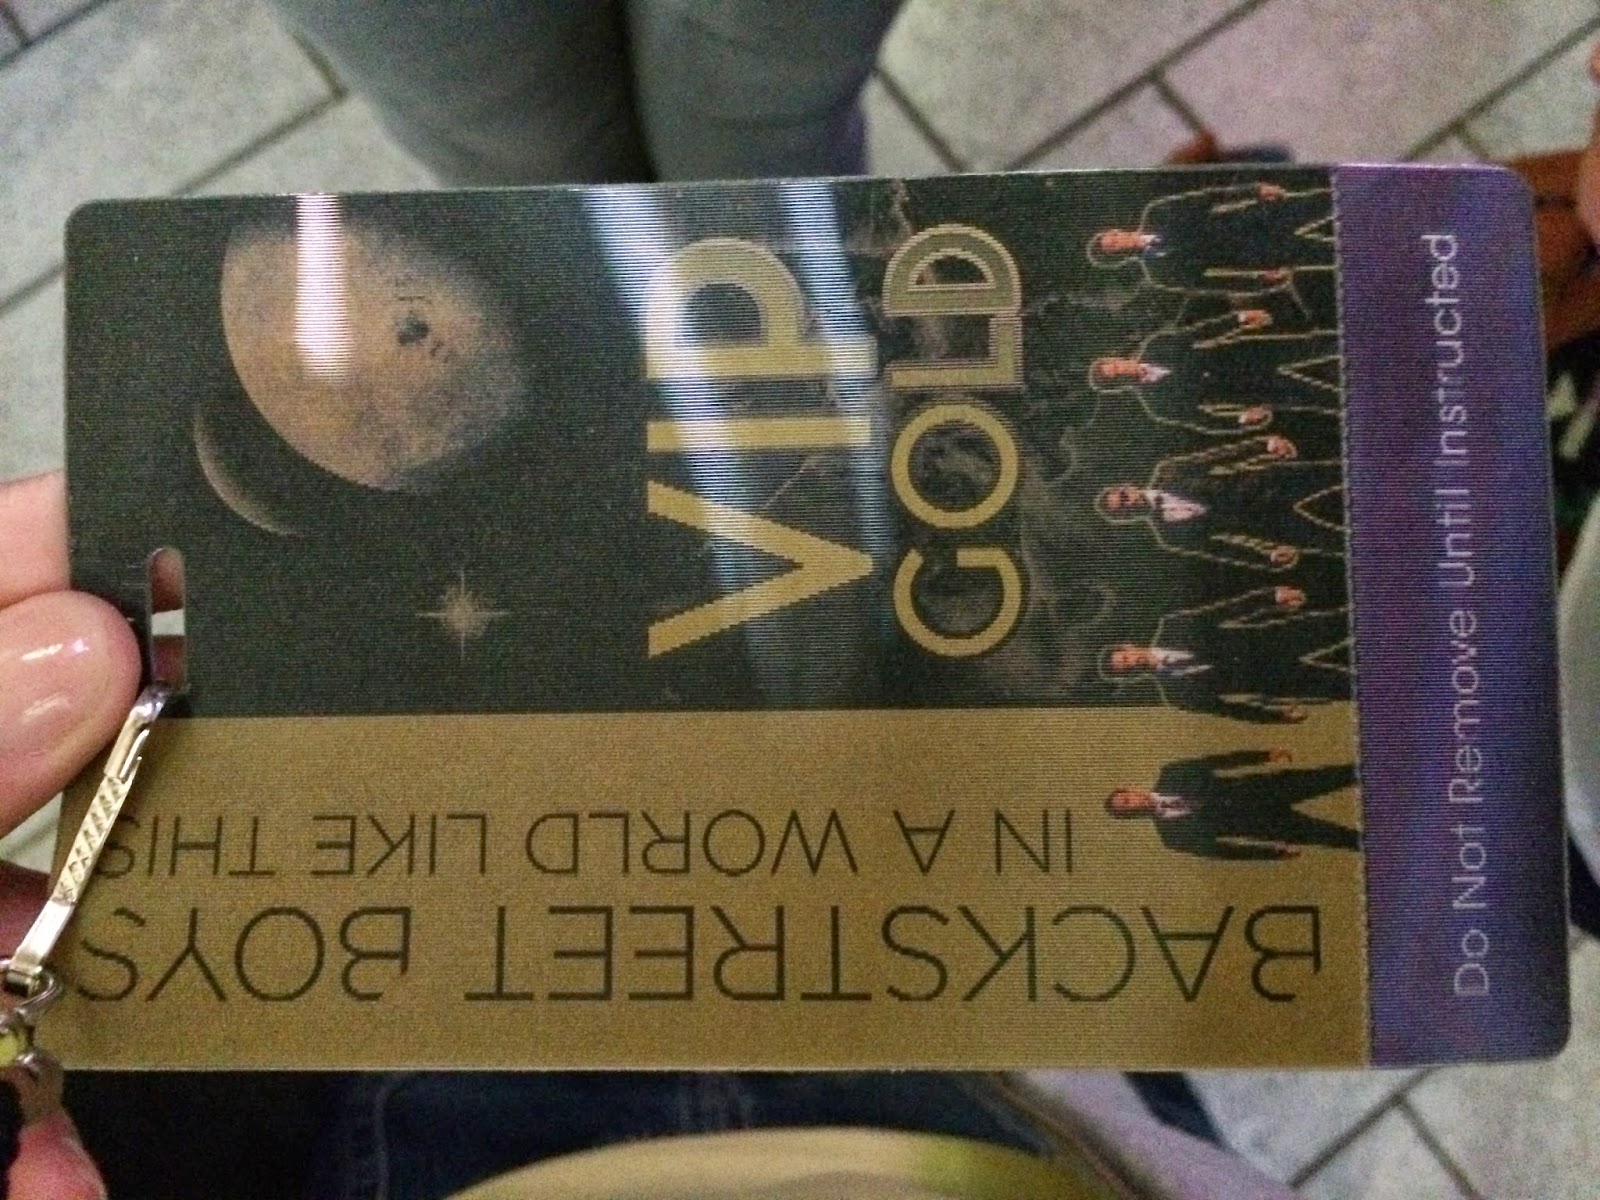 BACKSTREET BOYS
IN A WORLD LIKE THIS
VIP
GOLD
Do Not Remove Until Instructed